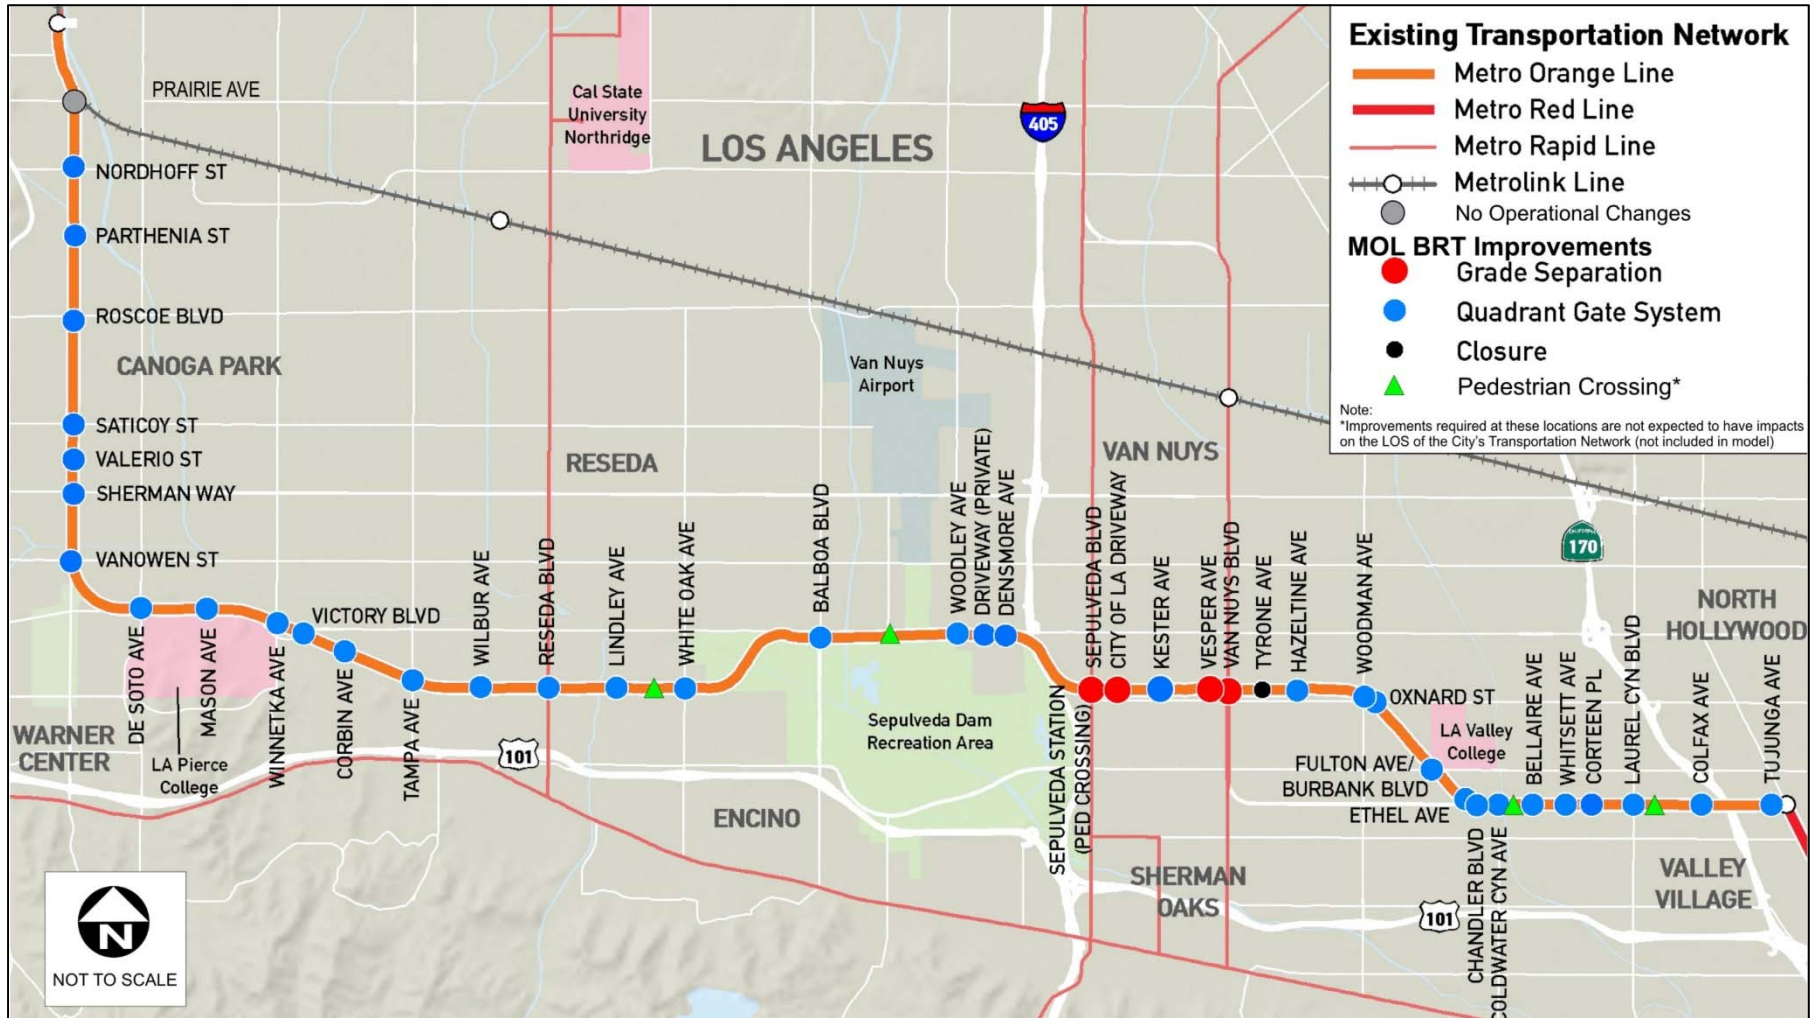 Existing Transportation Network
Metro Orange Line
Metro Red Line
Metro Rapid Line
Metrolink Line
No Operational Changes
MOL BRT Improvements
Grade Separation
Quadrant Gate System
Closure
Pedestrian Crossing*
Note:
*Improvements required at these locations are not expected to have impacts
on the LOS of the City's Transportation Network (not included in model)
PRAIRIE AVE
Cal State
University
Northridge
LOS ANGELES
405
NORDHOFF ST
PARTHENIA ST
ROSCOE BLVD
CANOGA PARK
Van Nuys
Airport
SATICOY ST
VALERIO ST
SHERMAN WAY
VANOWEN ST
RESEDA
VAN NUYS
CALIFORNIA
170
NORTH
HOLLYWOOD
VICTORY BLVD
DE SOTO AVE
MASON AVE
WINNETKA AVE
CORBIN AVE
TAMPA AVE
WILBUR AVE
RESEDA BLVD
LINDLEY AVE
WHITE OAK AVE
BALBOA BLVD
WOODLEY AVE
DRIVEWAY (PRIVATE)
DENSMORE AVE
SEPULVEDA STATION
(PED CROSSING)
SEPULVEDA BLVD
CITY OF LA DRIVEWAY
KESTER AVE
VESPER AVE
VAN NUYS BLVD
TYRONE AVE
HAZELTINE AVE
WOODMAN AVE
OXNARD ST
LA Valley
College
FULTON AVE/
BURBANK BLVD
ETHEL AVE
CHANDLER BLVD
COLDWATER CYN AVE
BELLAIRE AVE
WHITSETT AVE
CORTEEN PL
LAUREL CYN BLVD
COLFAX AVE
TUJUNGA AVE
WARNER
CENTER
LA Pierce
College
101
Sepulveda Dam
Recreation Area
ENCINO
SHERMAN
OAKS
101
VALLEY
VILLAGE
N
NOT TO SCALE